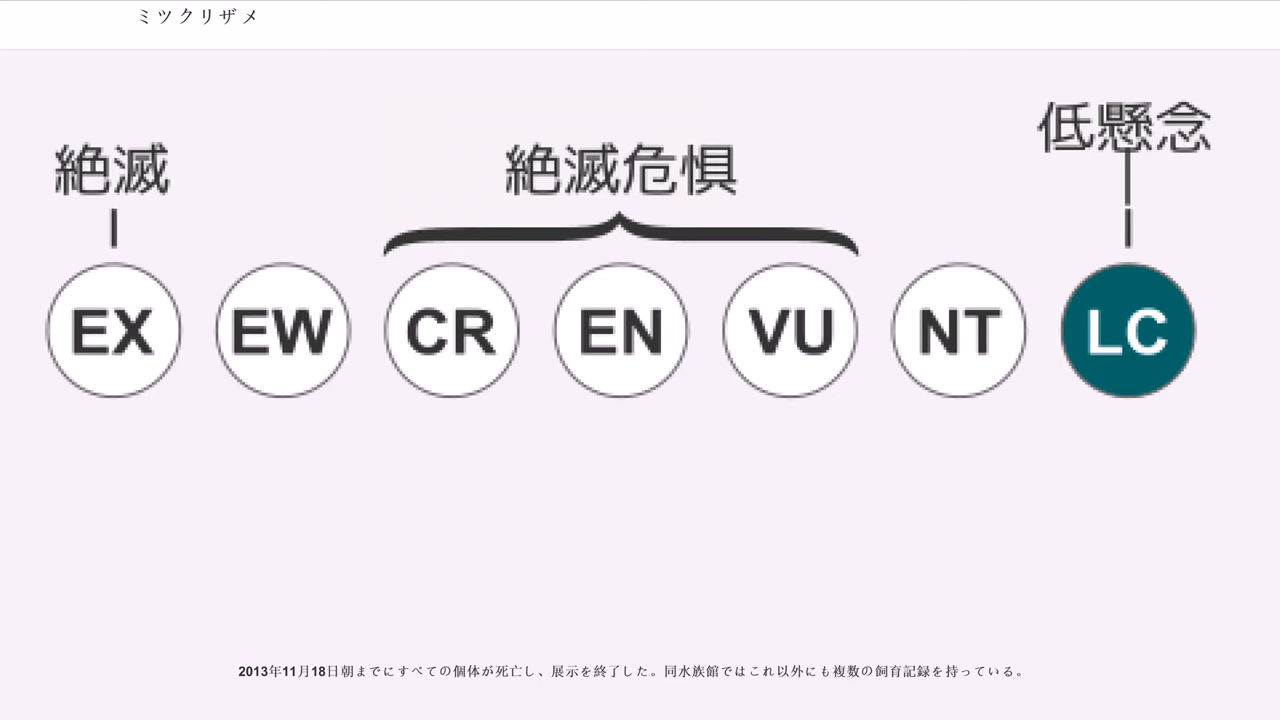 ミツクリザメ
低懸念
絶滅
絶滅危惧
EX EW CR EN VU NT LC
2013年11月18日朝までにすべての個体が死亡し、展示を終了した。同水族館ではこれ以外にも複数の飼育記録を持っている。